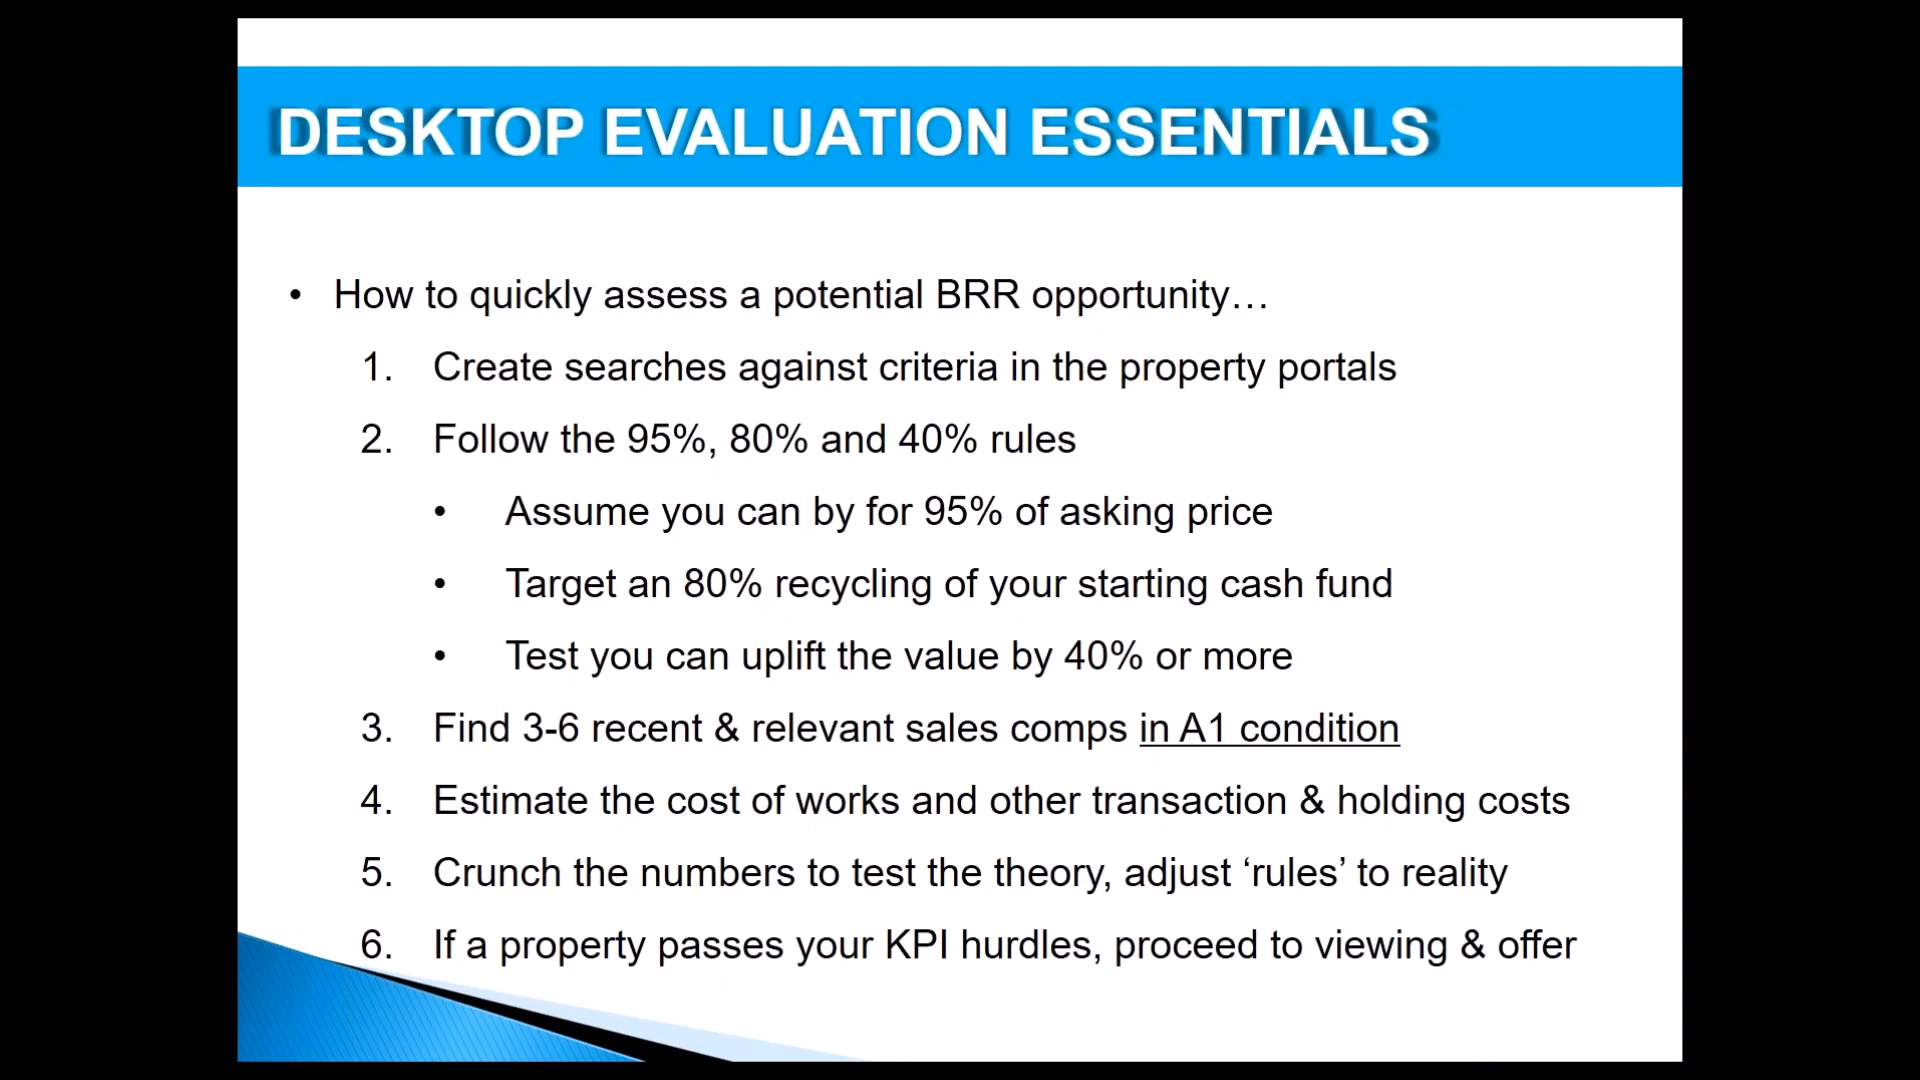 DESKTOP EVALUATION ESSENTIALS
• How to quickly assess a potential BRR opportunity…
1. Create searches against criteria in the property portals
2. Follow the 95%, 80% and 40% rules
• Assume you can by for 95% of asking price
• Target an 80% recycling of your starting cash fund
• Test you can uplift the value by 40% or more
3. Find 3-6 recent & relevant sales comps in A1 condition
4. Estimate the cost of works and other transaction & holding costs
5. Crunch the numbers to test the theory, adjust ‘rules’ to reality
6. If a property passes your KPI hurdles, proceed to viewing & offer